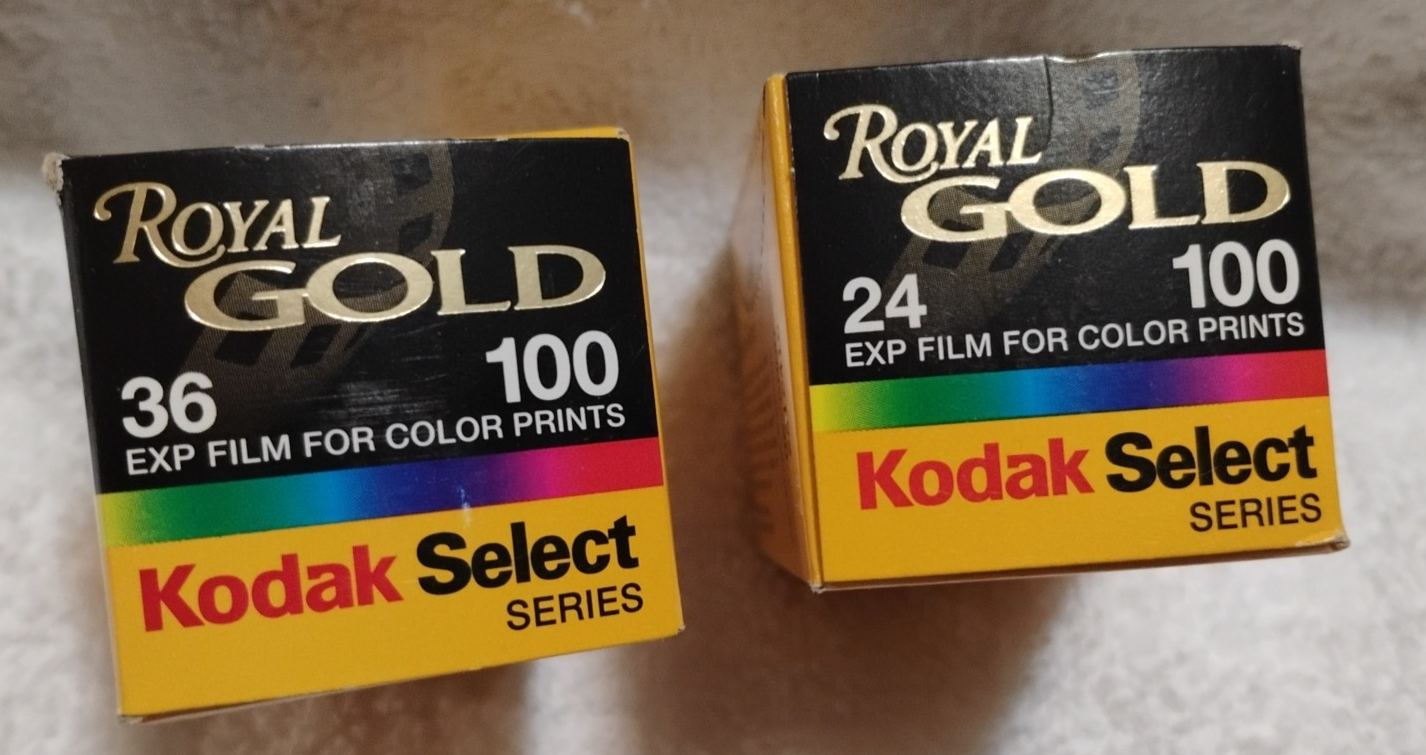 ROYAL
GOLD
36 100
EXP FILM FOR COLOR PRINTS
Kodak Select
SERIES
ROYAL
GOLD
24 100
EXP FILM FOR COLOR PRINTS
Kodak Select
SERIES